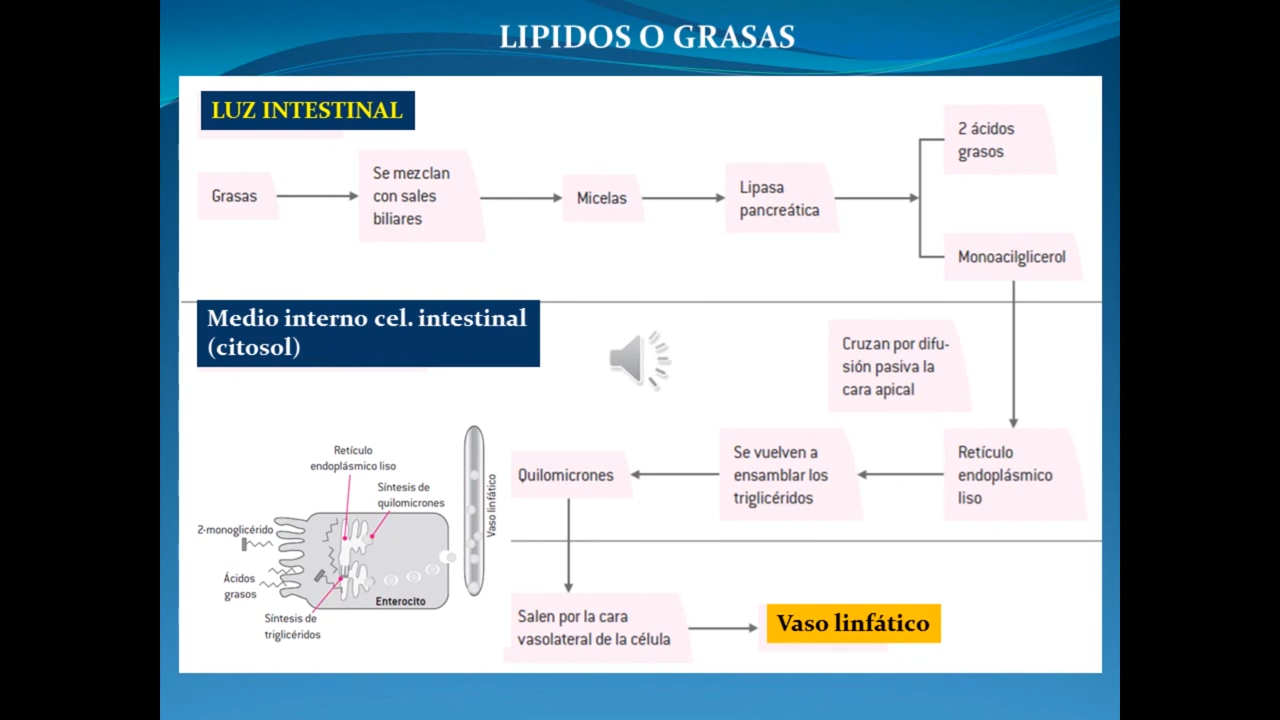 LIPIDOS O GRASAS
LUZ INTESTINAL
Grasas
Se mezclan
con sales
biliares
Micelas
Lipasa
pancreática
2 ácidos
grasos
Monoacilglicerol
Medio interno cel. intestinal
(citosol)
Cruzan por difu-
sión pasiva la
cara apical
Retículo
endoplásmico
liso
Se vuelven a
ensamblar los
triglicéridos
Quilomicrones
Retículo
endoplásmico liso
Síntesis de
quilomicrones
Vaso linfático
2-monoglicérido
Ácidos
grasos
Enterocito
Síntesis de
triglicéridos
Salen por la cara
vasolateral de la célula
Vaso linfático